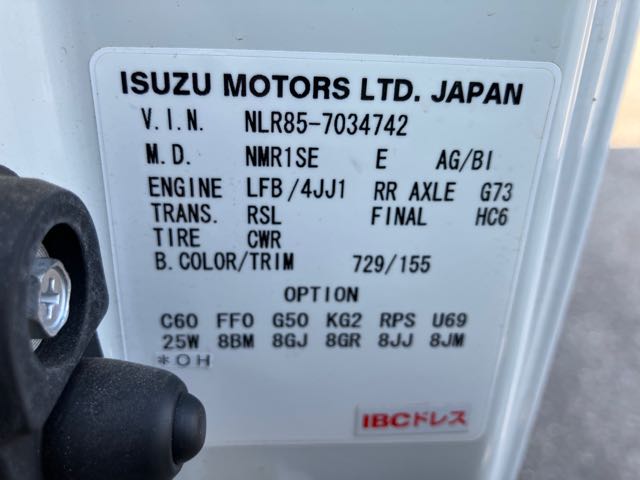 ISUZU MOTORS LTD. JAPAN
V.I.N. NLR85-7034742
M.D. NMR1SE E AG/BI
ENGINE LFB/4JJ1 RR AXLE G73
TRANS. RSL FINAL HC6
TIRE CWR
B.COLOR/TRIM 729/155
OPTION
C60 FF0 G50 KG2 RPS U69
25W 8BM 8GJ 8GR 8JJ 8JM
*OH
IBCドレス